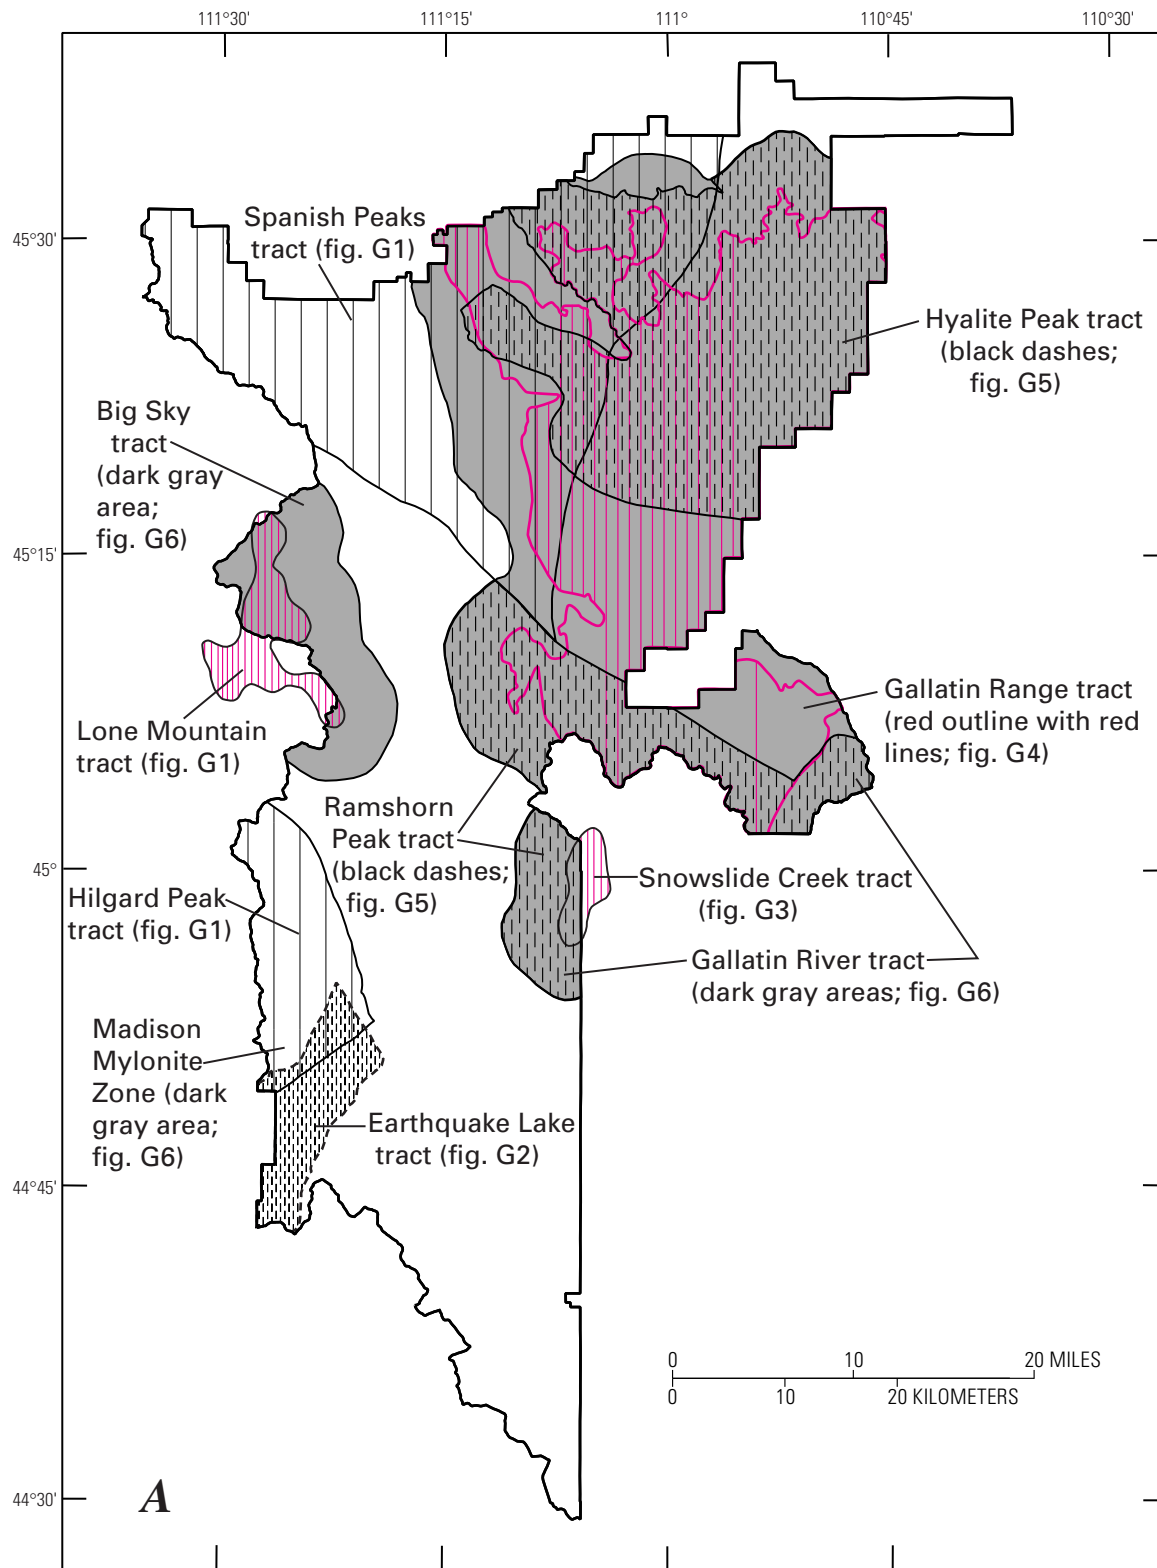 111°30'
111°15'
111°
110°45'
110°30'
Spanish Peaks
tract (fig. G1)
45°30'
Hyalite Peak tract
(black dashes;
fig. G5)
Big Sky
tract
(dark gray
area;
fig. G6)
45°15'
Gallatin Range tract
(red outline with red
lines; fig. G4)
Lone Mountain
tract (fig. G1)
Ramshorn
Peak tract
(black dashes;
fig. G5)
45°
Snowslide Creek tract
(fig. G3)
Hilgard Peak
tract (fig. G1)
Gallatin River tract
(dark gray areas; fig. G6)
Madison
Mylonite
Zone (dark
gray area;
fig. G6)
Earthquake Lake
tract (fig. G2)
44°45'
0 10 20 MILES
0 10 20 KILOMETERS
44°30'
A